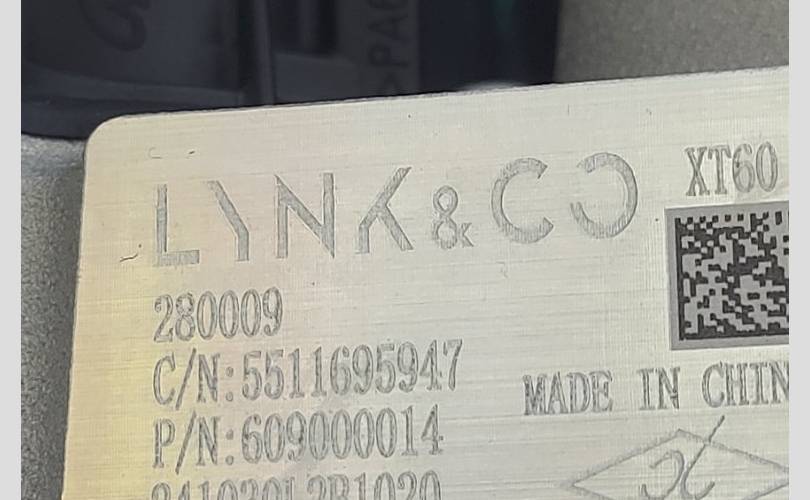 LYNK&CO
XT60
280009
C/N:5511695947
MADE IN CHIN
P/N:609000014